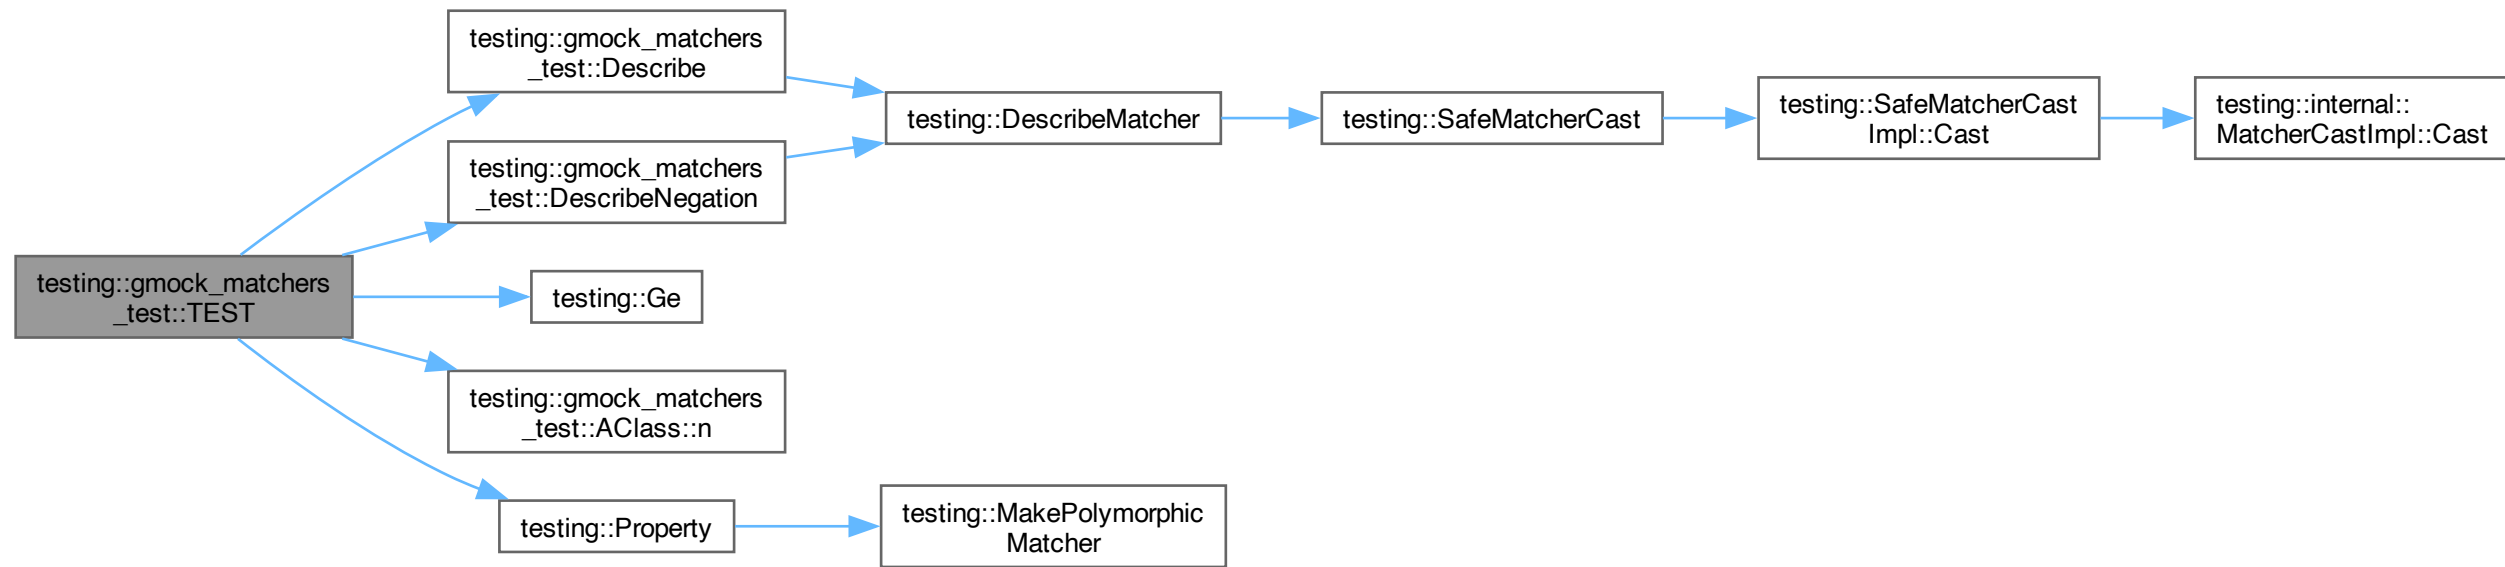 testing::gmock_matchers
_test::TEST
testing::gmock_matchers
_test::Describe
testing::gmock_matchers
_test::DescribeNegation
testing::Ge
testing::gmock_matchers
_test::AClass::n
testing::Property
testing::DescribeMatcher
testing::MakePolymorphic
Matcher
testing::SafeMatcherCast
testing::SafeMatcherCast
Impl::Cast
testing::internal::
MatcherCastImpl::Cast